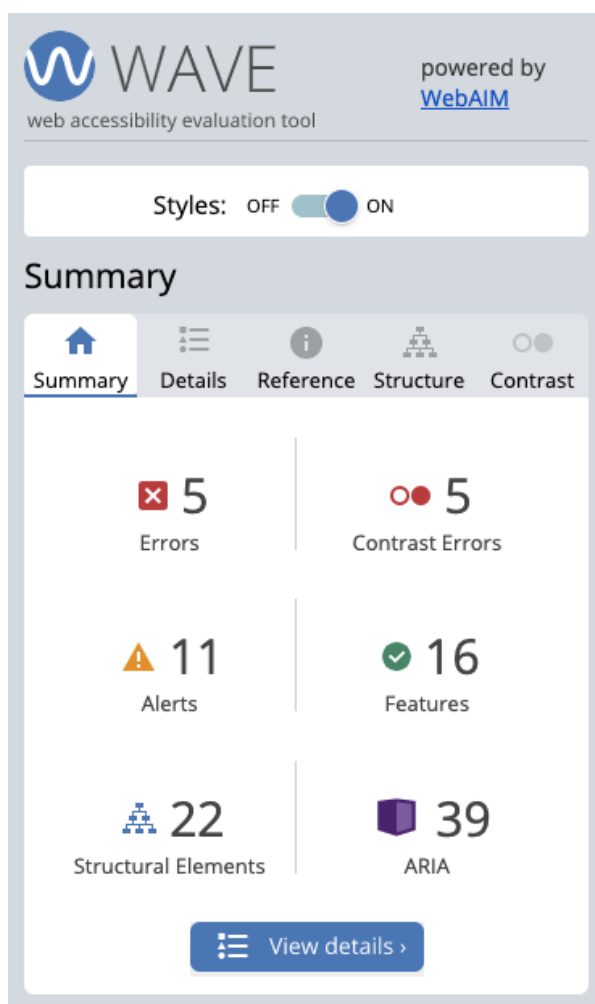 WAVE
powered by
WebAIM
web accessibility evaluation tool
Styles: OFF ON
Summary
Summary Details Reference Structure Contrast
5 5
Errors Contrast Errors
11 16
Alerts Features
22 39
Structural Elements ARIA
View details ›